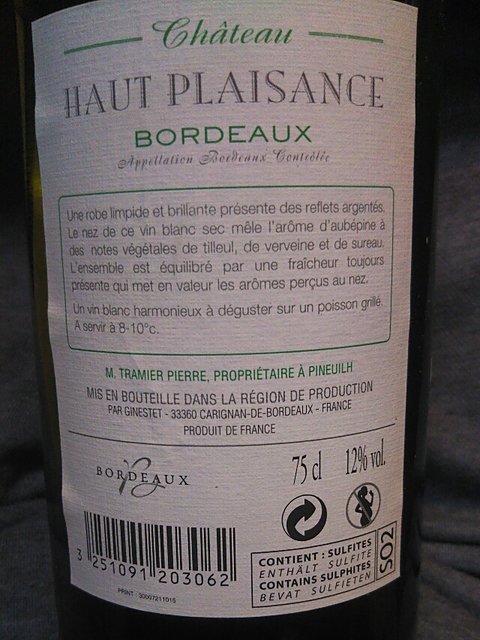 Château
HAUT PLAISANCE
BORDEAUX
Appellation Bordeaux Contrôlée
Une robe limpide et brillante présente des reflets argentés.
Le nez de ce vin blanc sec mêle l'arôme d'aubépine à
des notes végétales de tilleul, de verveine et de sureau.
L'ensemble est équilibré par une fraîcheur toujours
présente qui met en valeur les arômes perçus au nez.
Un vin blanc harmonieux à déguster sur un poisson grillé.
A servir à 8-10°c.
M. TRAMIER PIERRE, PROPRIÉTAIRE À PINEUILH
MIS EN BOUTEILLE DANS LA RÉGION DE PRODUCTION
PAR GINESTET - 33360 CARIGNAN-DE-BORDEAUX - FRANCE
PRODUIT DE FRANCE
BORDEAUX
75 cl 12% vol.
CONTIENT : SULFITES
ENTHÄLT SULFITE
CONTAINS SULPHITES
BEVAT SULFIETEN
SO2
3 251091 203062
PRINT : 30007211015